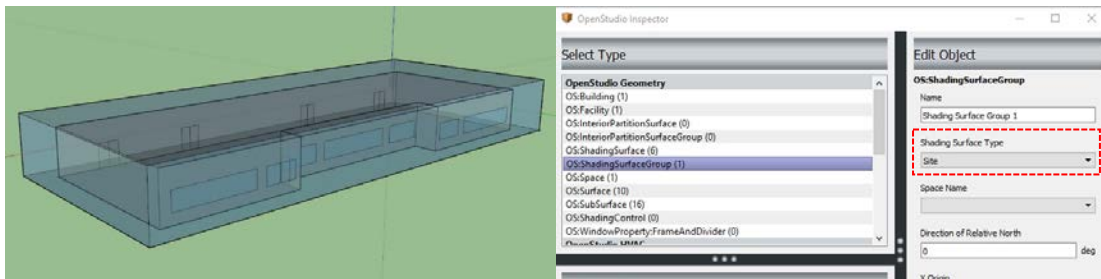 OpenStudio Inspector
Select Type
OpenStudio Geometry
OS:Building (1)
OS:Facility (1)
OS:InteriorPartitionSurface (0)
OS:InteriorPartitionSurfaceGroup (0)
OS:ShadingSurface (6)
OS:ShadingSurfaceGroup (1)
OS:Space (1)
OS:Surface (10)
OS:SubSurface (16)
OS:ShadingControl (0)
OS:WindowProperty:FrameAndDivider (0)
OpenStudio HVAC
Edit Object
OS:ShadingSurfaceGroup
Name
Shading Surface Group 1
Shading Surface Type
Site
Space Name
Direction of Relative North
0 deg
X Origin